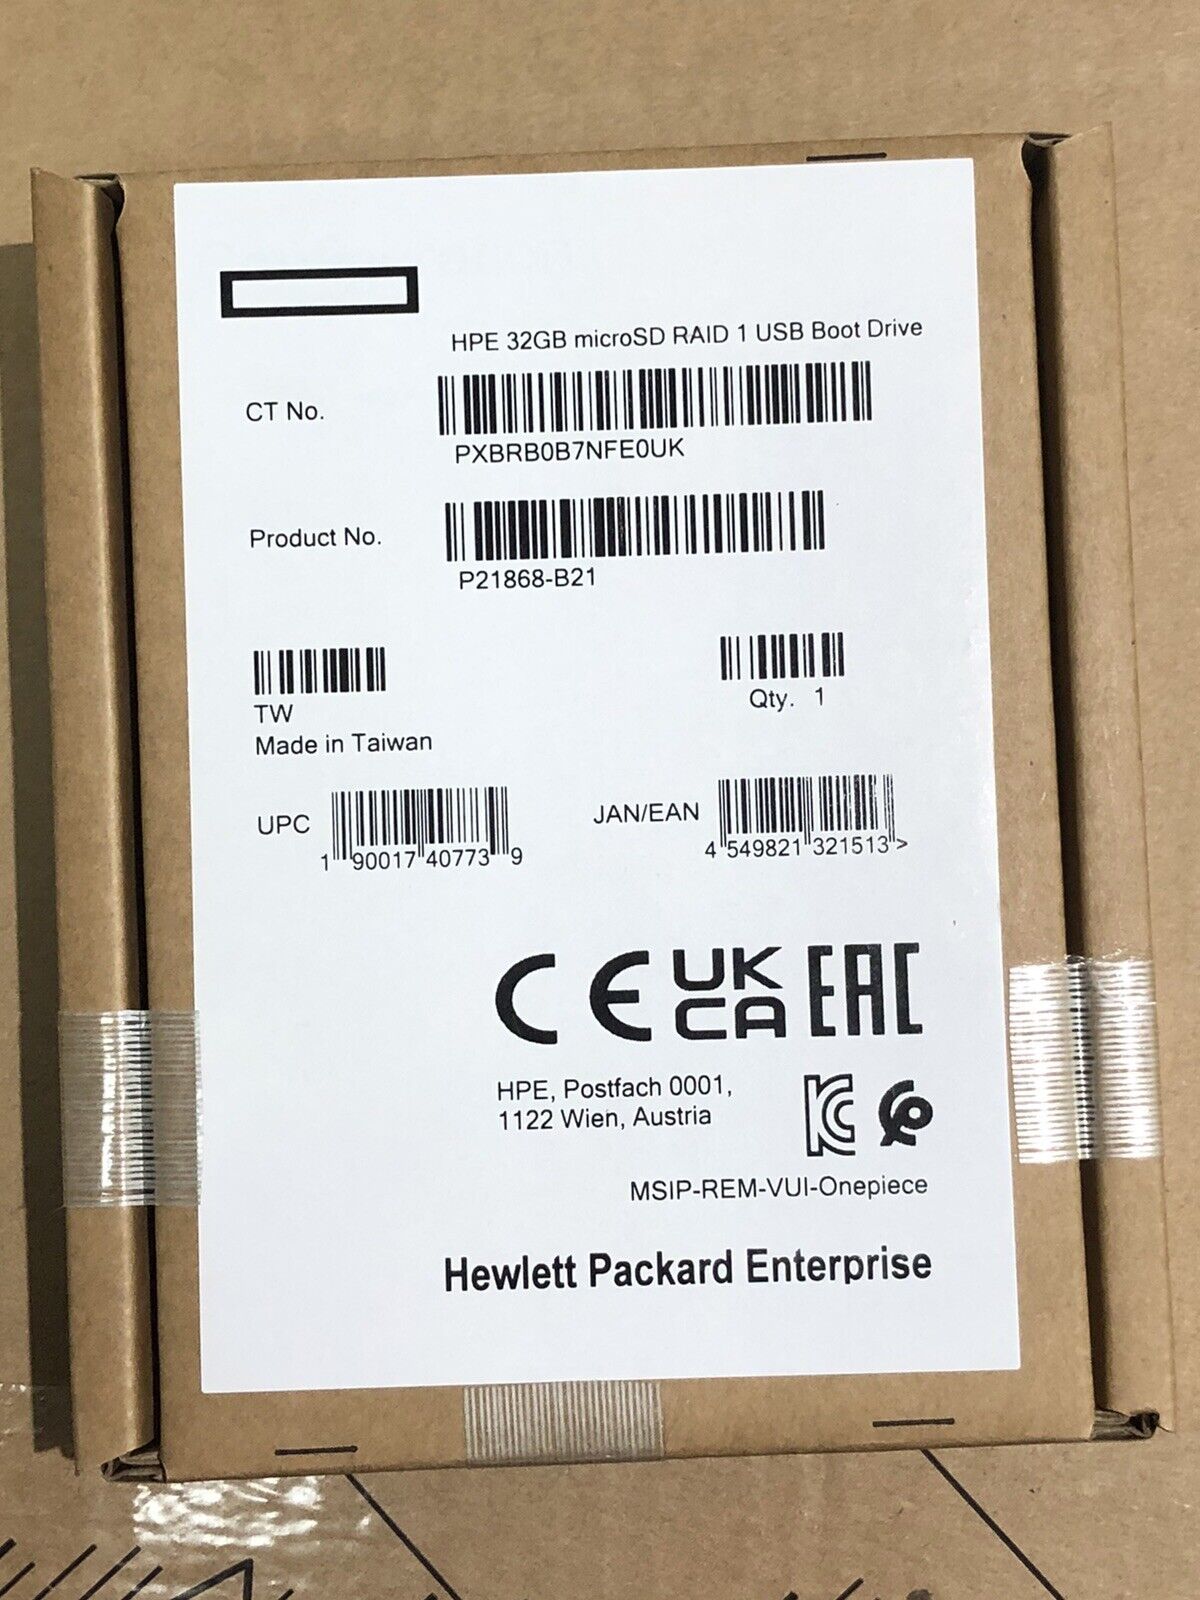 HPE 32GB microSD RAID 1 USB Boot Drive
CT No.
PXBRB0B7NFE0UK
Product No.
P21868-B21
TW
Qty. 1
Made in Taiwan
UPC
1 90017 40773 9
JAN/EAN
4 549821 321513 >
CE UK CA EAC
HPE, Postfach 0001,
1122 Wien, Austria
KC
MSIP-REM-VUI-Onepiece
Hewlett Packard Enterprise